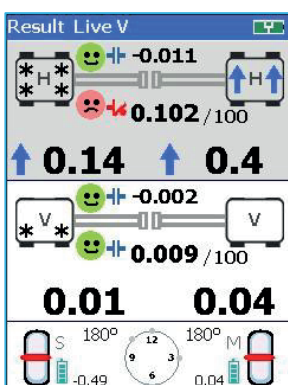 Result Live V
-0.011
* H * H
* *
0.102 /100
0.14 0.4
-0.002
V V
* *
0.009 /100
0.01 0.04
S 180° 12 180° M
9 3
-0.49 6 0.04